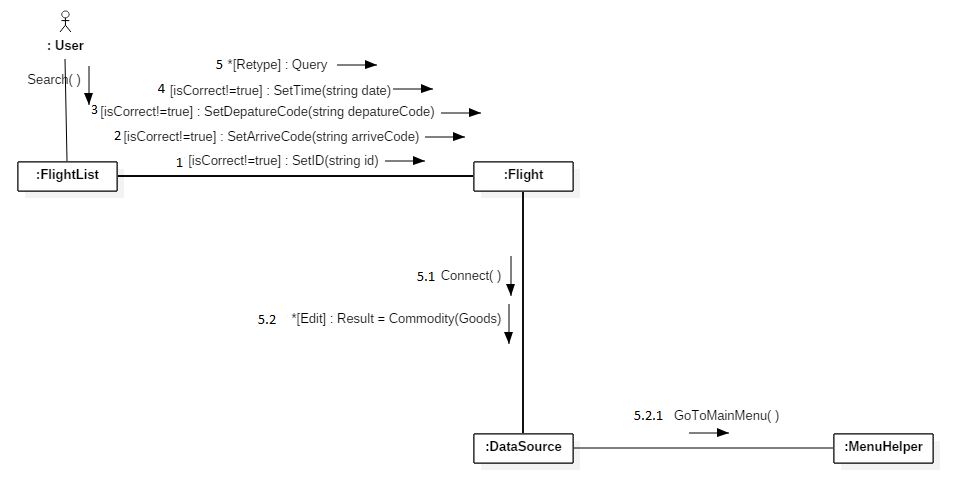 : User
5 *[Retype] : Query
Search( )
4 [isCorrect!=true] : SetTime(string date)
3 [isCorrect!=true] : SetDepatureCode(string depatureCode)
2 [isCorrect!=true] : SetArriveCode(string arriveCode)
1 [isCorrect!=true] : SetID(string id)
:FlightList
:Flight
5.1 Connect( )
5.2 *[Edit] : Result = Commodity(Goods)
5.2.1 GoToMainMenu( )
:DataSource
:MenuHelper